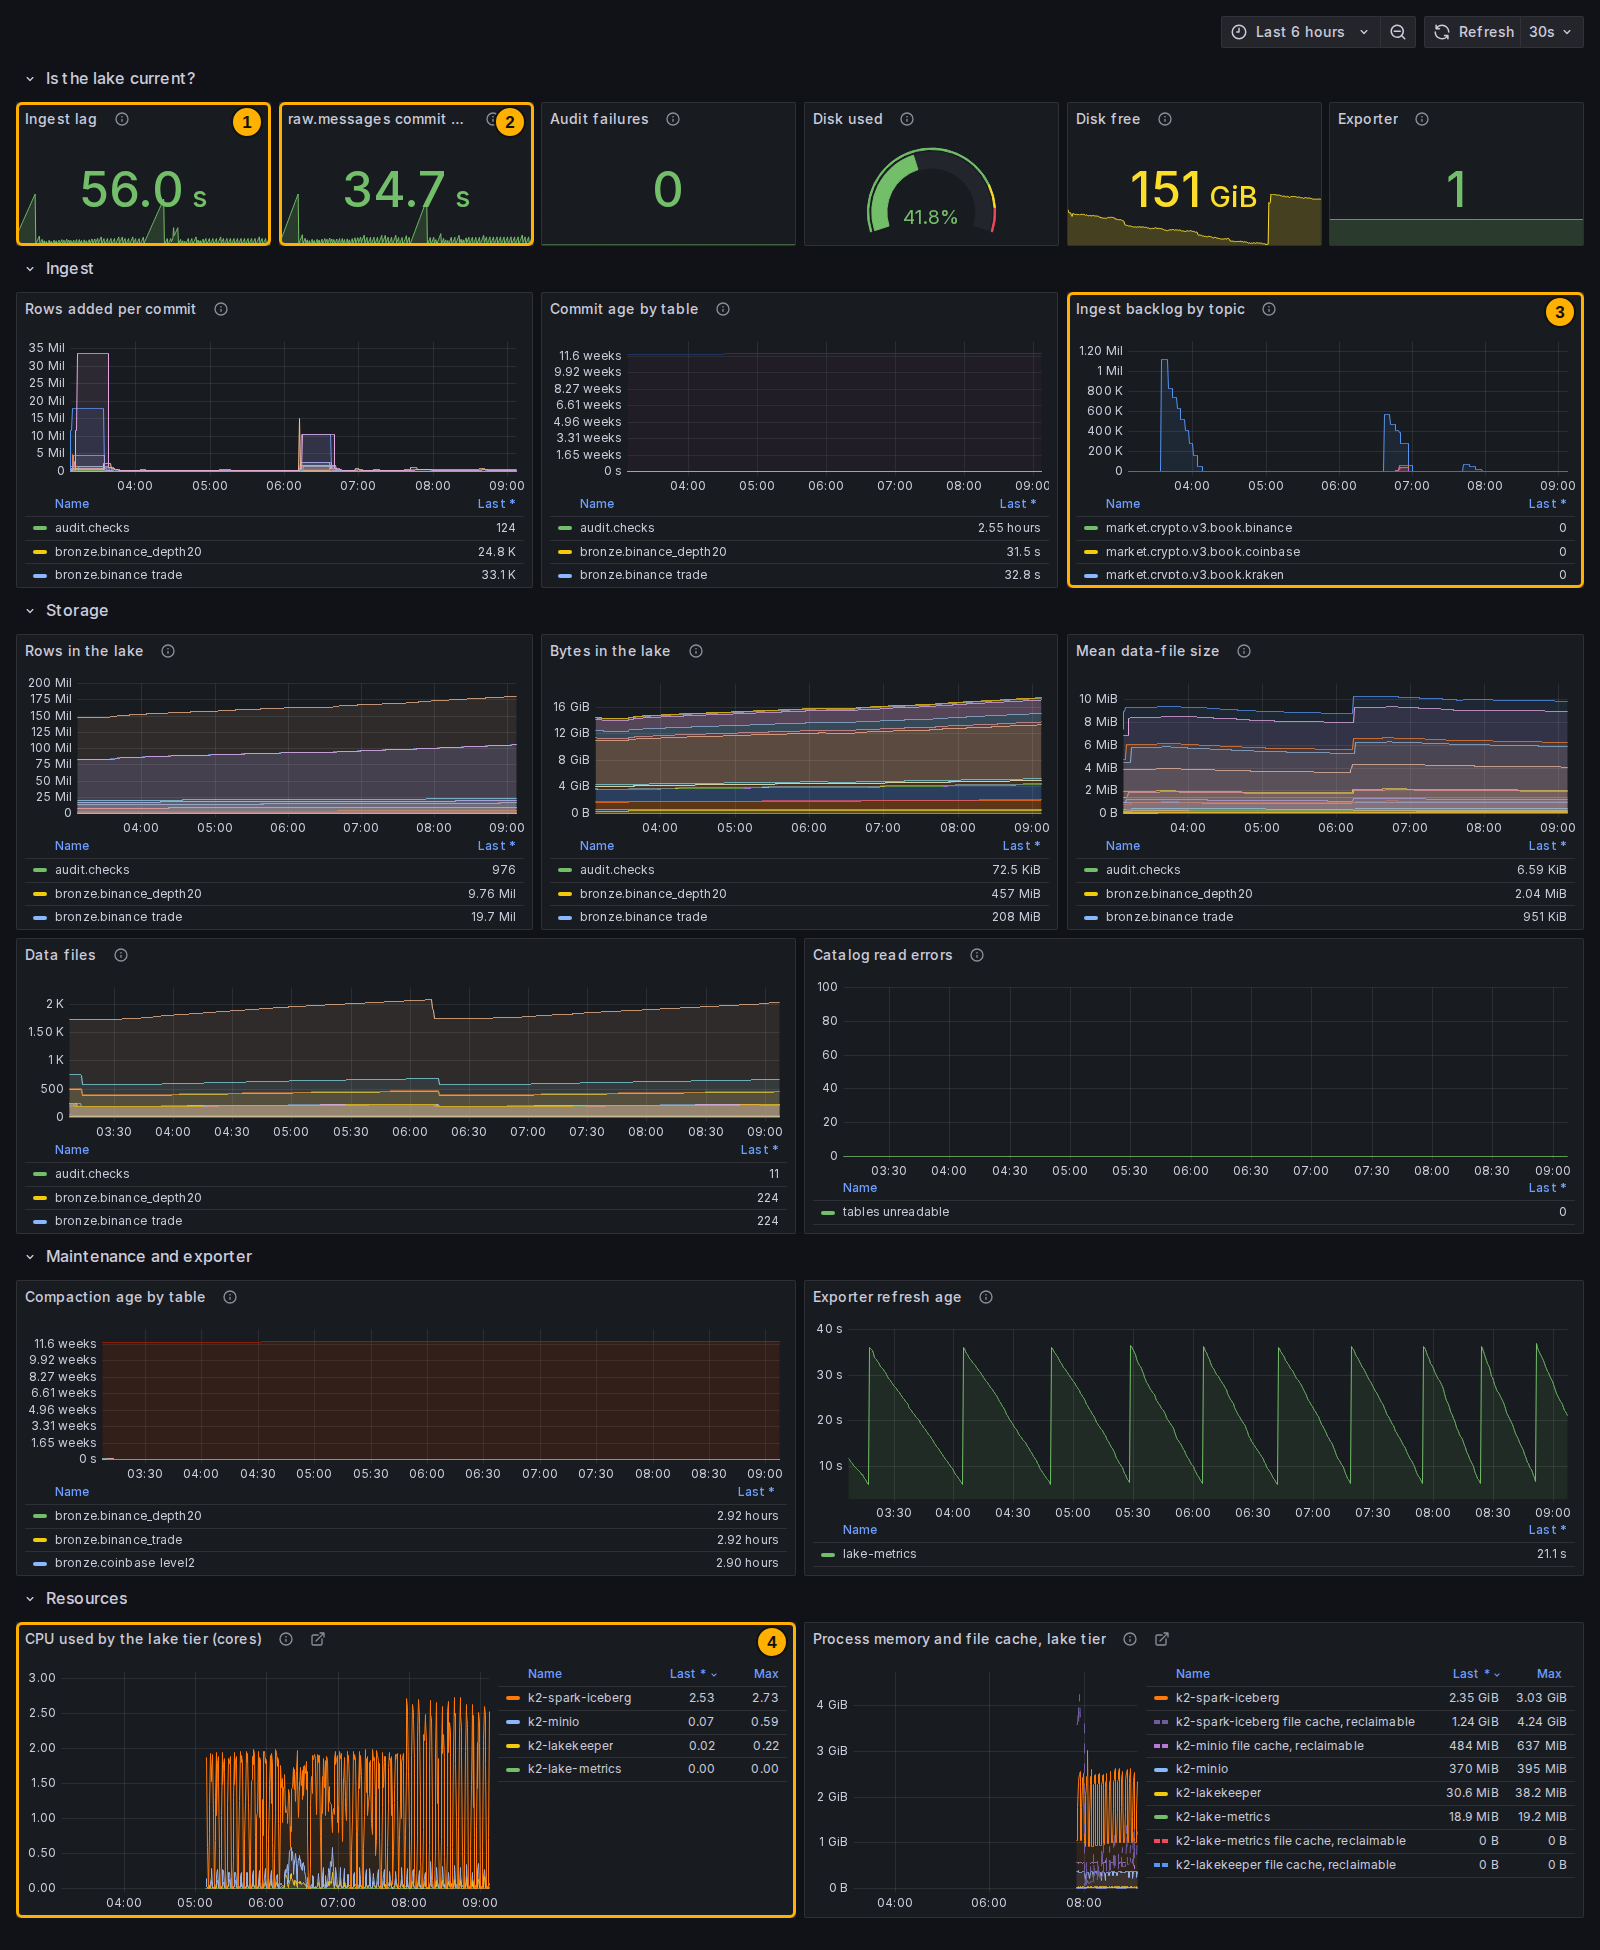 Last 6 hours
Refresh
30s
Is the lake current?
Ingest lag
1
raw.messages commit ...
2
Audit failures
Disk used
Disk free
Exporter
56.0 s
34.7 s
0
41.8%
151 GiB
1
Ingest
Rows added per commit
35 Mil
30 Mil
25 Mil
20 Mil
15 Mil
10 Mil
5 Mil
0
04:00 05:00 06:00 07:00 08:00 09:00
Name Last *
audit.checks 124
bronze.binance_depth20 24.8 K
bronze.binance trade 33.1 K
Commit age by table
11.6 weeks
9.92 weeks
8.27 weeks
6.61 weeks
4.96 weeks
3.31 weeks
1.65 weeks
0 s
04:00 05:00 06:00 07:00 08:00 09:00
Name Last *
audit.checks 2.55 hours
bronze.binance_depth20 31.5 s
bronze.binance trade 32.8 s
Ingest backlog by topic
3
1.20 Mil
1 Mil
800 K
600 K
400 K
200 K
0
04:00 05:00 06:00 07:00 08:00 09:00
Name Last *
market.crypto.v3.book.binance 0
market.crypto.v3.book.coinbase 0
market.crypto.v3.book.kraken 0
Storage
Rows in the lake
200 Mil
175 Mil
150 Mil
125 Mil
100 Mil
75 Mil
50 Mil
25 Mil
0
04:00 05:00 06:00 07:00 08:00 09:00
Name Last *
audit.checks 976
bronze.binance_depth20 9.76 Mil
bronze.binance trade 19.7 Mil
Bytes in the lake
16 GiB
12 GiB
8 GiB
4 GiB
0 B
04:00 05:00 06:00 07:00 08:00 09:00
Name Last *
audit.checks 72.5 KiB
bronze.binance_depth20 457 MiB
bronze.binance trade 208 MiB
Mean data-file size
10 MiB
8 MiB
6 MiB
4 MiB
2 MiB
0 B
04:00 05:00 06:00 07:00 08:00 09:00
Name Last *
audit.checks 6.59 KiB
bronze.binance_depth20 2.04 MiB
bronze.binance trade 951 KiB
Data files
2 K
1.50 K
1 K
500
0
03:30 04:00 04:30 05:00 05:30 06:00 06:30 07:00 07:30 08:00 08:30 09:00
Name Last *
audit.checks 11
bronze.binance_depth20 224
bronze.binance trade 224
Catalog read errors
100
80
60
40
20
0
03:30 04:00 04:30 05:00 05:30 06:00 06:30 07:00 07:30 08:00 08:30 09:00
Name Last *
tables unreadable 0
Maintenance and exporter
Compaction age by table
11.6 weeks
9.92 weeks
8.27 weeks
6.61 weeks
4.96 weeks
3.31 weeks
1.65 weeks
0 s
03:30 04:00 04:30 05:00 05:30 06:00 06:30 07:00 07:30 08:00 08:30 09:00
Name Last *
bronze.binance_depth20 2.92 hours
bronze.binance_trade 2.92 hours
bronze.coinbase level2 2.90 hours
Exporter refresh age
40 s
30 s
20 s
10 s
03:30 04:00 04:30 05:00 05:30 06:00 06:30 07:00 07:30 08:00 08:30 09:00
Name Last *
lake-metrics 21.1 s
Resources
CPU used by the lake tier (cores)
4
3.00
2.50
2.00
1.50
1.00
0.50
0.00
04:00 05:00 06:00 07:00 08:00 09:00
Name Last * Max
k2-spark-iceberg 2.53 2.73
k2-minio 0.07 0.59
k2-lakekeeper 0.02 0.22
k2-lake-metrics 0.00 0.00
Process memory and file cache, lake tier
4 GiB
3 GiB
2 GiB
1 GiB
0 B
04:00 06:00 08:00
Name Last * Max
k2-spark-iceberg 2.35 GiB 3.03 GiB
k2-spark-iceberg file cache, reclaimable 1.24 GiB 4.24 GiB
k2-minio file cache, reclaimable 484 MiB 637 MiB
k2-minio 370 MiB 395 MiB
k2-lakekeeper 30.6 MiB 38.2 MiB
k2-lake-metrics 18.9 MiB 19.2 MiB
k2-lake-metrics file cache, reclaimable 0 B 0 B
k2-lakekeeper file cache, reclaimable 0 B 0 B